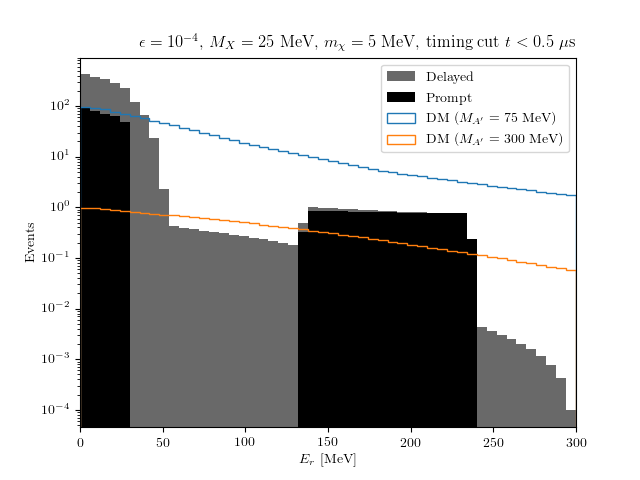 ϵ = 10⁻⁴, M_X = 25 MeV, m_χ = 5 MeV, timing cut t < 0.5 μs
Delayed
Prompt
DM (M_A′ = 75 MeV)
DM (M_A′ = 300 MeV)
Events
10²
10¹
10⁰
10⁻¹
10⁻²
10⁻³
10⁻⁴
0 50 100 150 200 250 300
E_r [MeV]